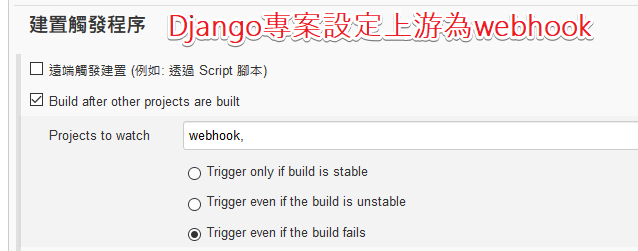 建置觸發程序 Django專案設定上游為webhook
遠端觸發建置 (例如: 透過 Script 腳本)
Build after other projects are built
Projects to watch webhook,
Trigger only if build is stable
Trigger even if the build is unstable
Trigger even if the build fails